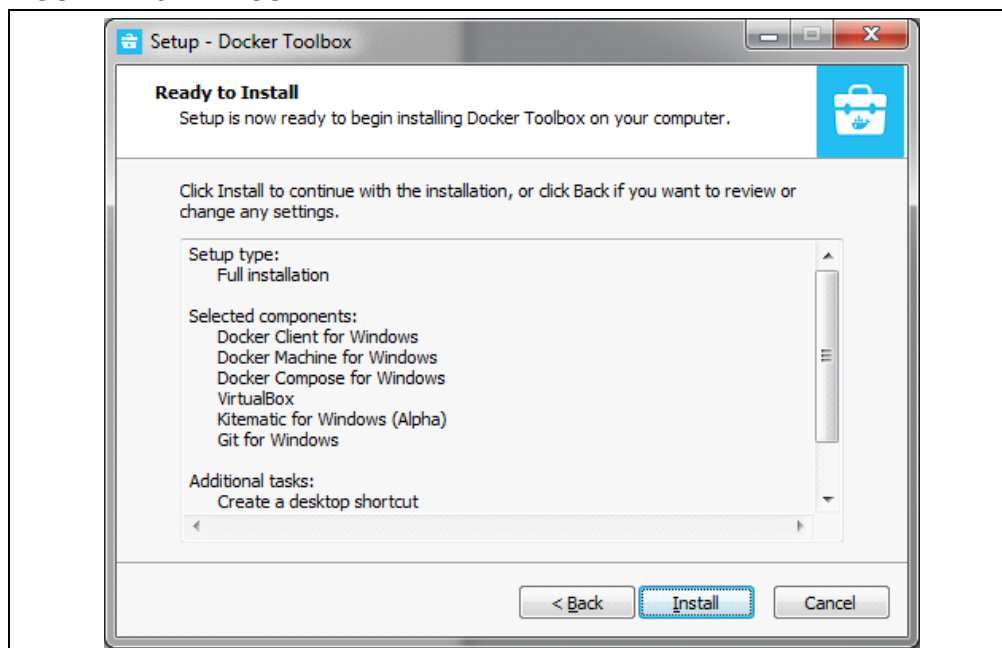 Setup - Docker Toolbox
Ready to Install
Setup is now ready to begin installing Docker Toolbox on your computer.
Click Install to continue with the installation, or click Back if you want to review or
change any settings.
Setup type:
Full installation
Selected components:
Docker Client for Windows
Docker Machine for Windows
Docker Compose for Windows
VirtualBox
Kitematic for Windows (Alpha)
Git for Windows
Additional tasks:
Create a desktop shortcut
< Back Install Cancel